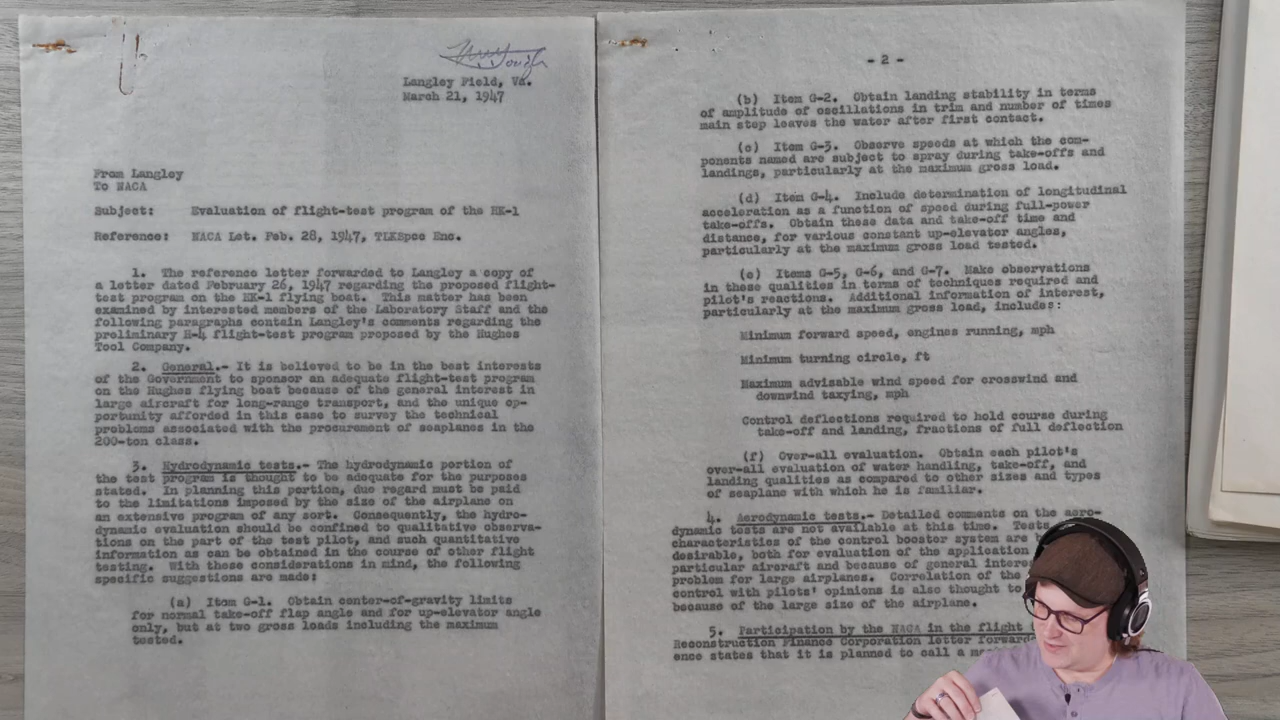 Langley Field, Va.
March 21, 1947
From Langley
To NACA
Subject: Evaluation of flight-test program of the HK-1
Reference: NACA Let. Feb. 28, 1947, TLKSpce Enc.
1. The reference letter forwarded to Langley a copy of
a letter dated February 26, 1947 regarding the proposed flight-
test program on the HK-1 flying boat. This matter has been
examined by interested members of the Laboratory Staff and the
following paragraphs contain Langley's comments regarding the
preliminary H-4 flight-test program proposed by the Hughes
Tool Company.
2. General.- It is believed to be in the best interests
of the Government to sponsor an adequate flight-test program
on the Hughes flying boat because of the general interest in
large aircraft for long-range transport, and the unique op-
portunity afforded in this case to survey the technical
problems associated with the procurement of seaplanes in the
200-ton class.
3. Hydrodynamic tests.- The hydrodynamic portion of
the test program is thought to be adequate for the purposes
stated. In planning this portion, due regard must be paid
to the limitations imposed by the size of the airplane on
an extensive program of any sort. Consequently, the hydro-
dynamic evaluation should be confined to qualitative observa-
tions on the part of the test pilot, and such quantitative
information as can be obtained in the course of other flight
testing. With these considerations in mind, the following
specific suggestions are made:
(a) Item G-1. Obtain center-of-gravity limits
for normal take-off flap angle and for up-elevator angle
only, but at two gross loads including the maximum
tested.
- 2 -
(b) Item G-2. Obtain landing stability in terms
of amplitude of oscillations in trim and number of times
main step leaves the water after first contact.
(c) Item G-3. Observe speeds at which the com-
ponents named are subject to spray during take-offs and
landings, particularly at the maximum gross load.
(d) Item G-4. Include determination of longitudinal
acceleration as a function of speed during full-power
take-offs. Obtain these data and take-off time and
distance, for various constant up-elevator angles,
particularly at the maximum gross load tested.
(e) Items G-5, G-6, and G-7. Make observations
in these qualities in terms of techniques required and
pilot's reactions. Additional information of interest,
particularly at the maximum gross load, includes:
Minimum forward speed, engines running, mph
Minimum turning circle, ft
Maximum advisable wind speed for crosswind and
downwind taxying, mph
Control deflections required to hold course during
take-off and landing, fractions of full deflection
(f) Over-all evaluation. Obtain each pilot's
over-all evaluation of water handling, take-off, and
landing qualities as compared to other sizes and types
of seaplane with which he is familiar.
4. Aerodynamic tests.- Detailed comments on the aero-
dynamic tests are not available at this time. Tests
characteristics of the control booster system are
desirable, both for evaluation of the application
particular aircraft and because of general
problem for large airplanes. Correlation of the
control with pilots' opinions is also thought to
because of the large size of the airplane.
5. Participation by the NACA in the flight
Reconstruction Finance Corporation letter
ence states that it is planned to call a